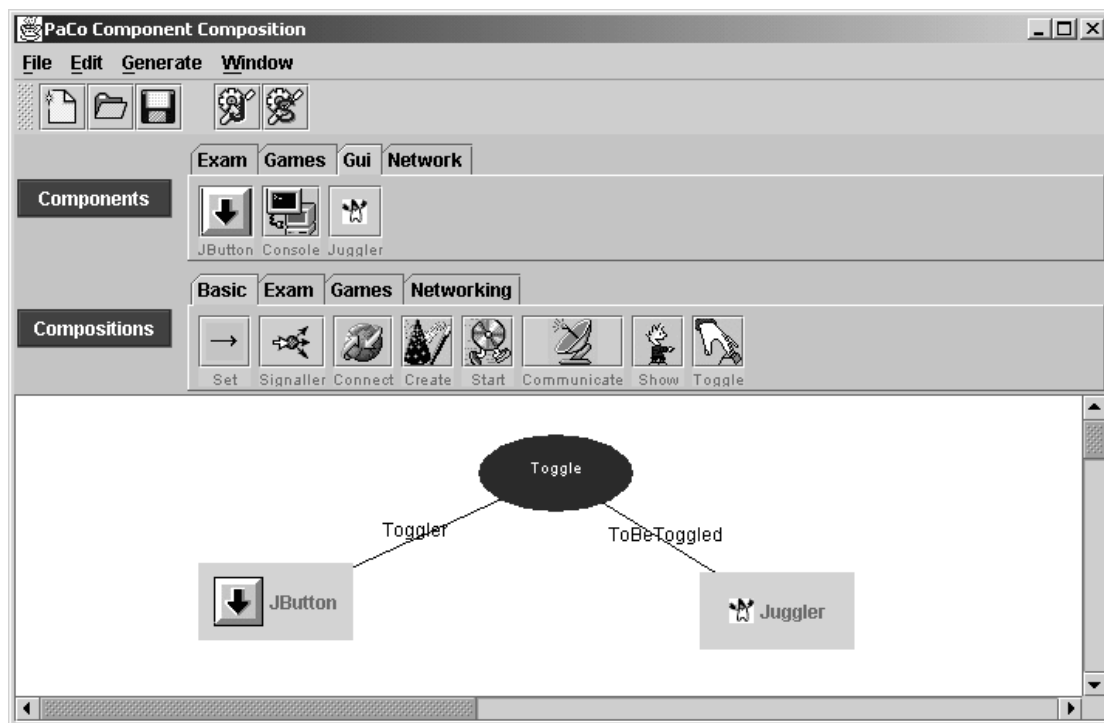 PaCo Component Composition
File Edit Generate Window
Exam Games Gui Network
Components
JButton Console Juggler
Basic Exam Games Networking
Compositions
Set Signaller Connect Create Start Communicate Show Toggle
Toggle
Toggler ToBeToggled
JButton Juggler